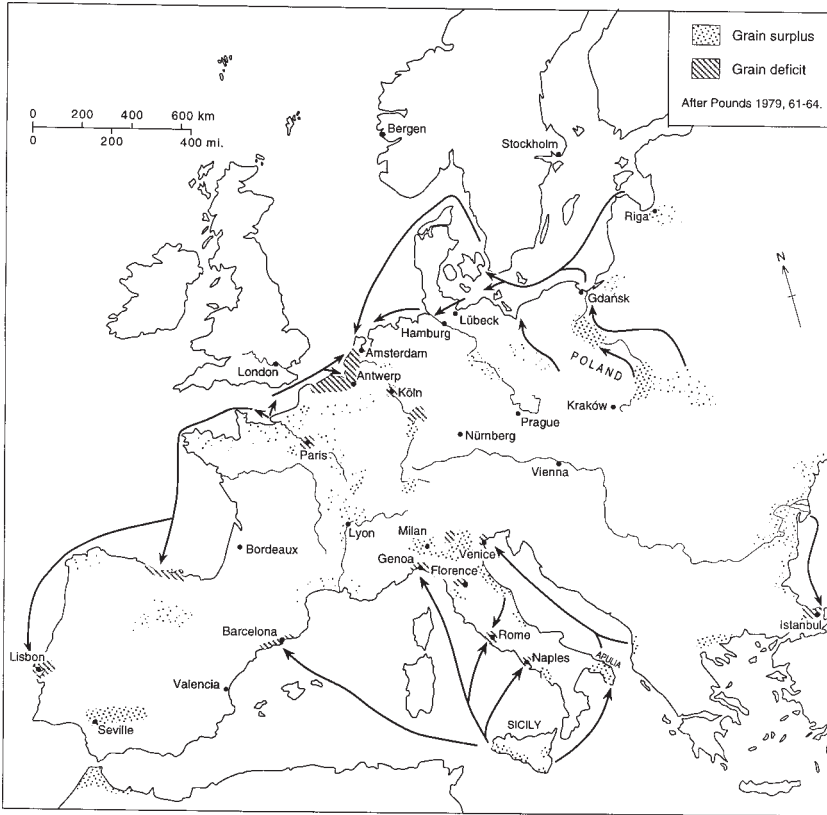 Grain surplus
Grain deficit
After Pounds 1979, 61-64.
0 200 400 600 km
0 200 400 mi.
Bergen
Stockholm
Riga
N
Gdańsk
Lübeck
Hamburg
POLAND
Amsterdam
London
Antwerp
Köln
Kraków
Prague
Nürnberg
Paris
Vienna
Lyon
Milan
Bordeaux
Venice
Genoa
Florence
istanbul
Barcelona
Rome
Lisbon
Naples
APULIA
Valencia
SICILY
Seville